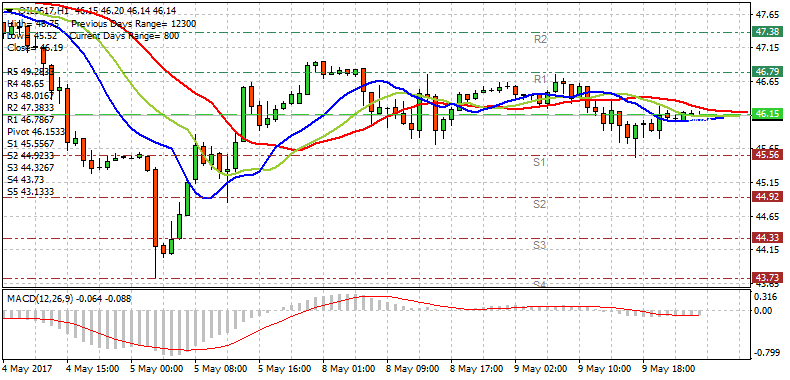 OIL0617,H1 46.15 46.20 46.14 46.14
High= 48.75 Previous Days Range= 12300
Low= 45.52 Current Days Range= 800
Close= 46.19
R5 49.2833
R4 48.65
R3 48.0167
R2 47.3833
R1 46.7867
Pivot 46.1533
S1 45.5567
S2 44.9233
S3 44.3267
S4 43.73
S5 43.1333
R2
R1
S1
S2
S3
S4
47.65
47.38
47.15
46.79
46.65
46.15
45.65
45.56
45.15
44.92
44.65
44.33
44.15
43.73
43.65
MACD(12,26,9) -0.064 -0.088
0.316
0.00
-0.799
4 May 2017
4 May 15:00
5 May 00:00
5 May 08:00
5 May 16:00
8 May 01:00
8 May 09:00
8 May 17:00
9 May 02:00
9 May 10:00
9 May 18:00